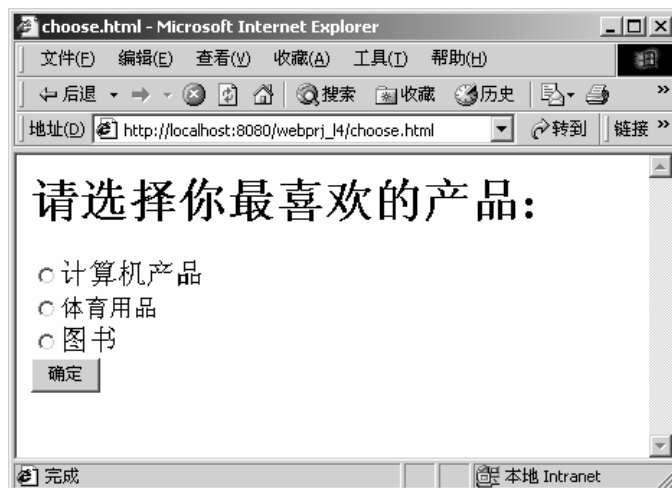 choose.html - Microsoft Internet Explorer
文件(F) 编辑(E) 查看(V) 收藏(A) 工具(T) 帮助(H)
后退 搜索 收藏 历史 »
地址(D) http://localhost:8080/webprj_l4/choose.html 转到 链接 »
请选择你最喜欢的产品：
计算机产品
体育用品
图书
确定
完成 本地 Intranet